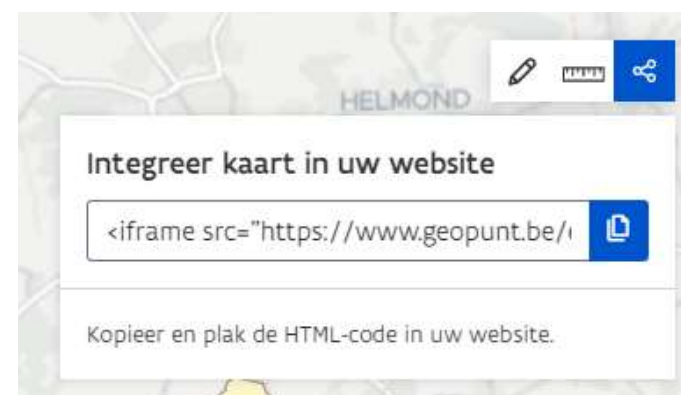 HELMOND
Integreer kaart in uw website
<iframe src="https://www.geopunt.be/
Kopieer en plak de HTML-code in uw website.